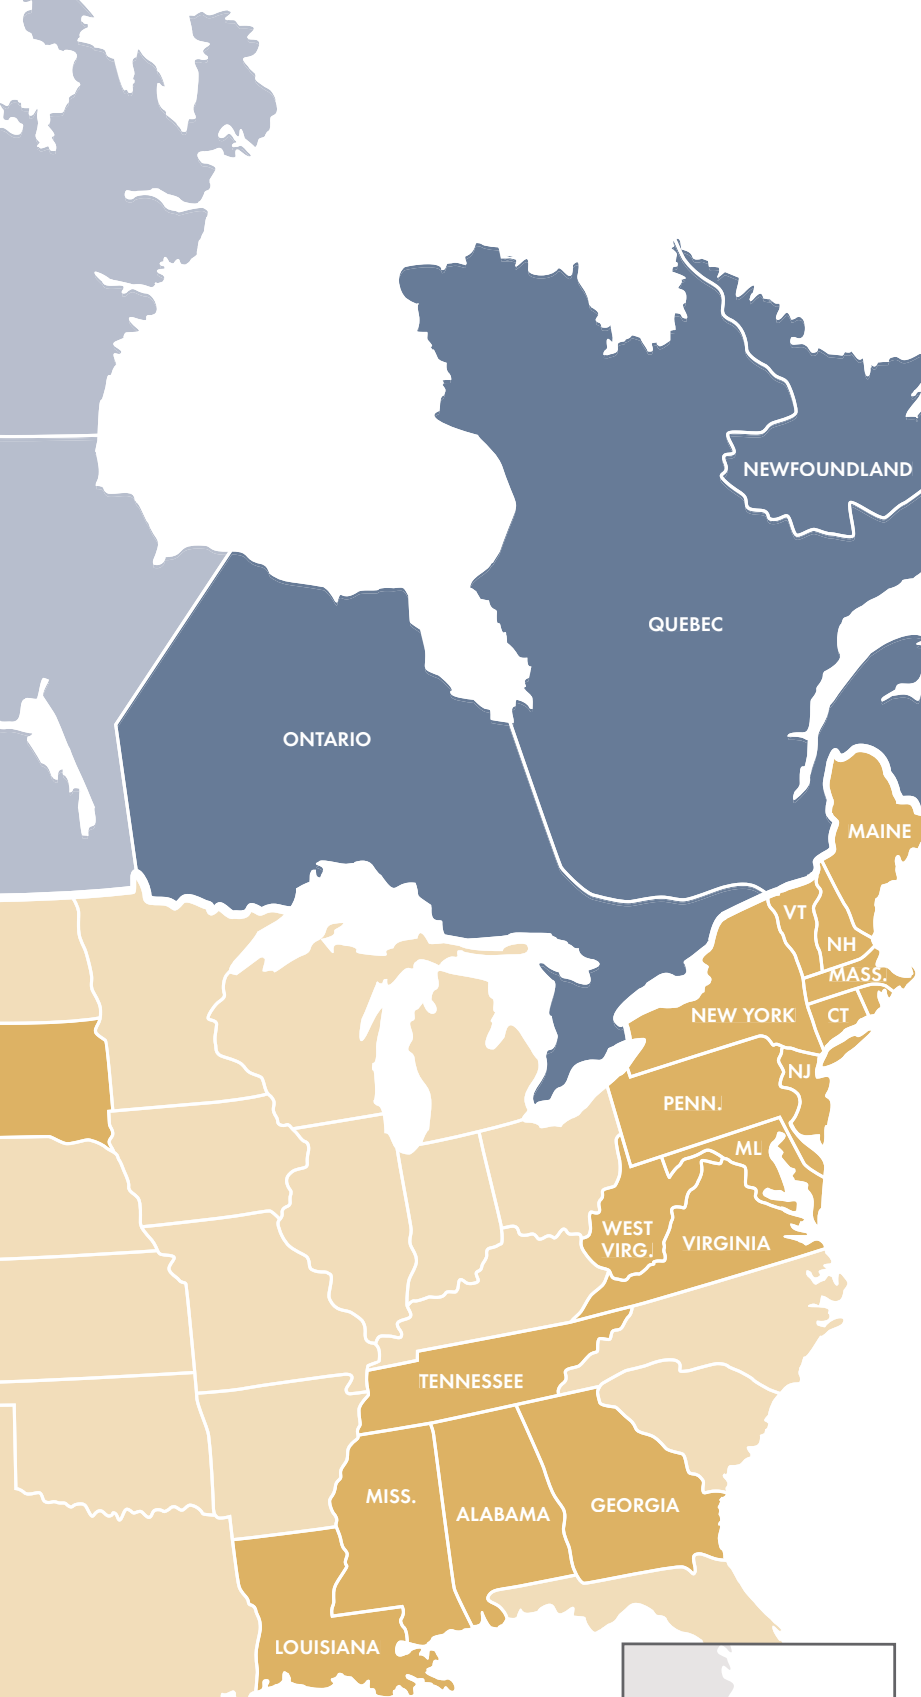 NEWFOUNDLAND
QUEBEC
ONTARIO
MAINE
VT
NH
MASS.
NEW YORK
CT
NJ
PENN.
ML
WEST
VIRG.
VIRGINIA
TENNESSEE
MISS.
ALABAMA
GEORGIA
LOUISIANA